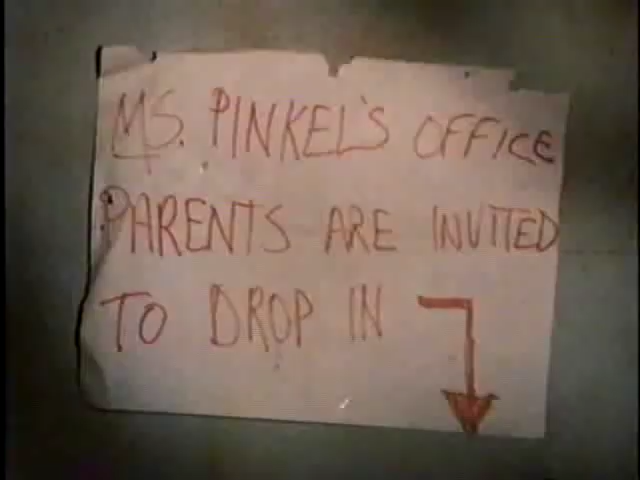 MS. PINKEL'S OFFICE
PARENTS ARE INVITED
TO DROP IN